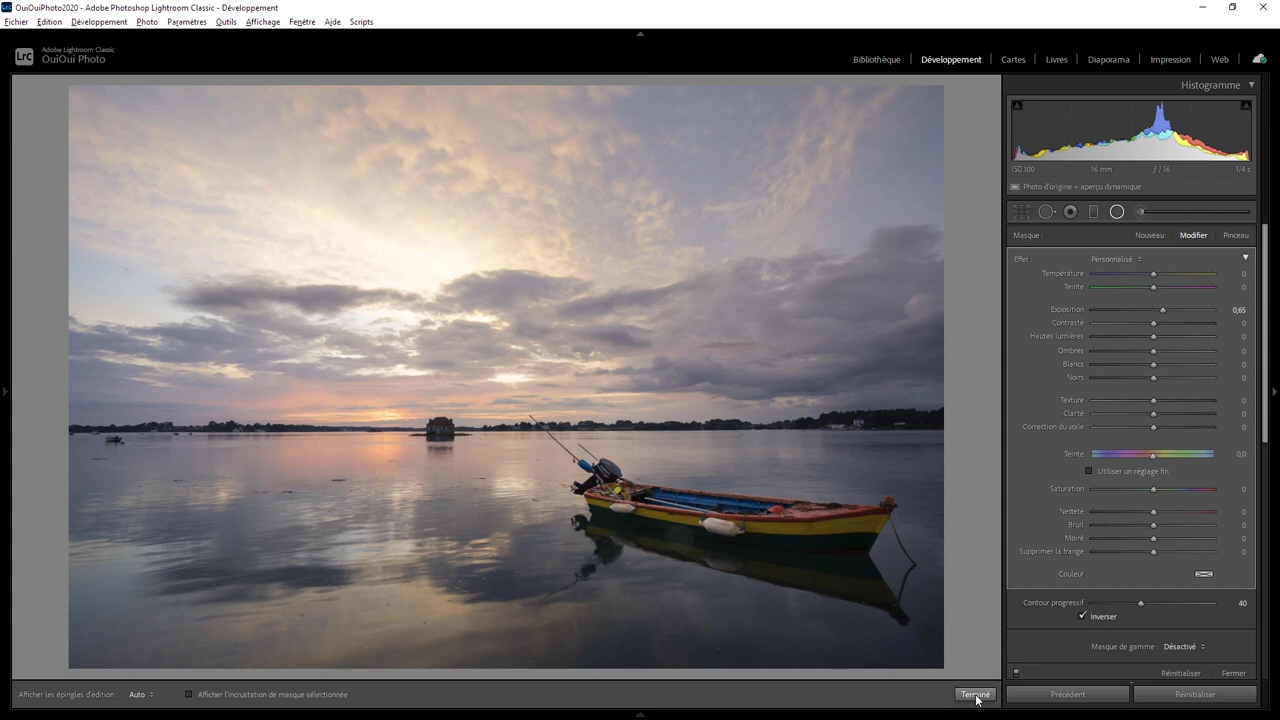 OuiOuiPhoto2020 - Adobe Photoshop Lightroom Classic - Développement
Fichier Edition Développement Photo Paramètres Outils Affichage Fenêtre Aide Scripts
Lrc
Adobe Lightroom Classic
OuiOui Photo
Bibliothèque Développement Cartes Livres Diaporama Impression Web
Histogramme
ISO 100 16 mm ƒ / 16 1/4 s
Photo d'origine + aperçu dynamique
Masque : Nouveau Modifier Pinceau
Effet : Personnalisé
Température 0
Teinte 0
Exposition 0,65
Contraste 0
Hautes lumières 0
Ombres 0
Blancs 0
Noirs 0
Texture 0
Clarté 0
Correction du voile 0
Teinte 0,0
Utiliser un réglage fin
Saturation 0
Netteté 0
Bruit 0
Moiré 0
Supprimer la frange 0
Couleur
Contour progressif 40
Inverser
Masque de gamme : Désactivé
Réinitialiser Fermer
Afficher les épingles d'édition : Auto Afficher l'incrustation de masque sélectionnée Terminé
Précédent Réinitialiser